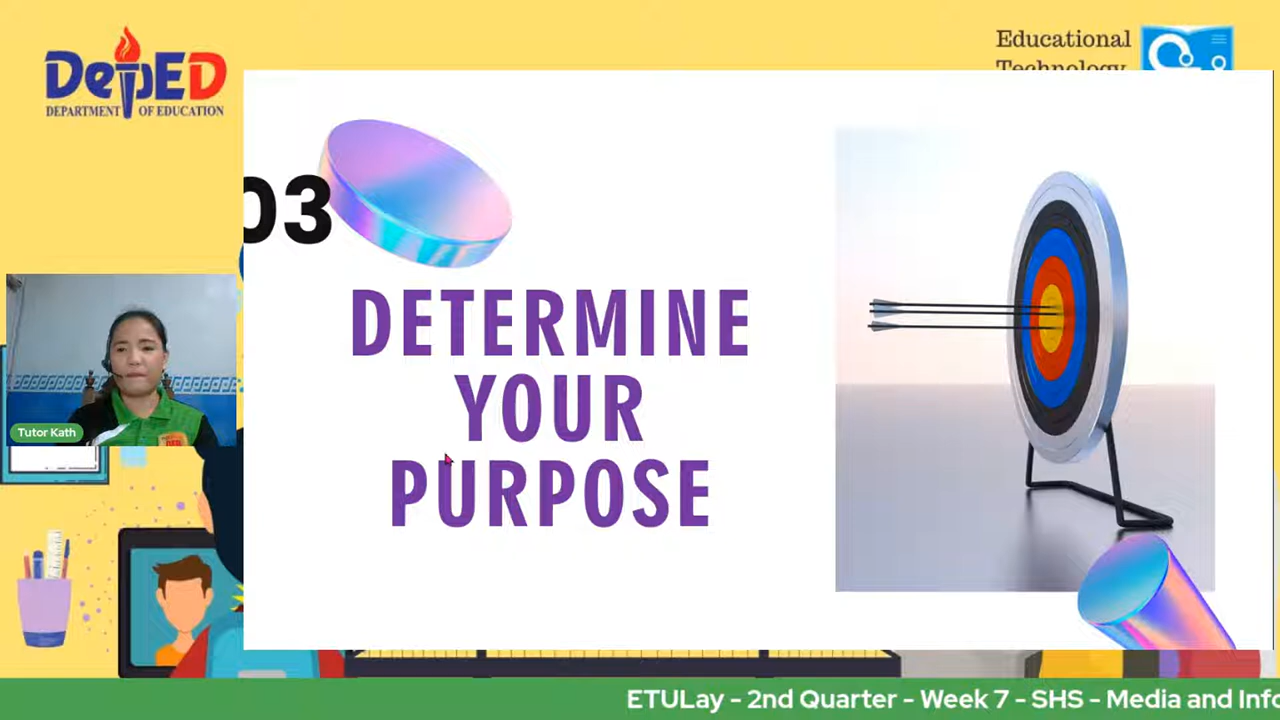 DepED
DEPARTMENT OF EDUCATION
Educational
Technology
03
DETERMINE
YOUR
PURPOSE
Tutor Kath
ETULay - 2nd Quarter - Week 7 - SHS - Media and Info